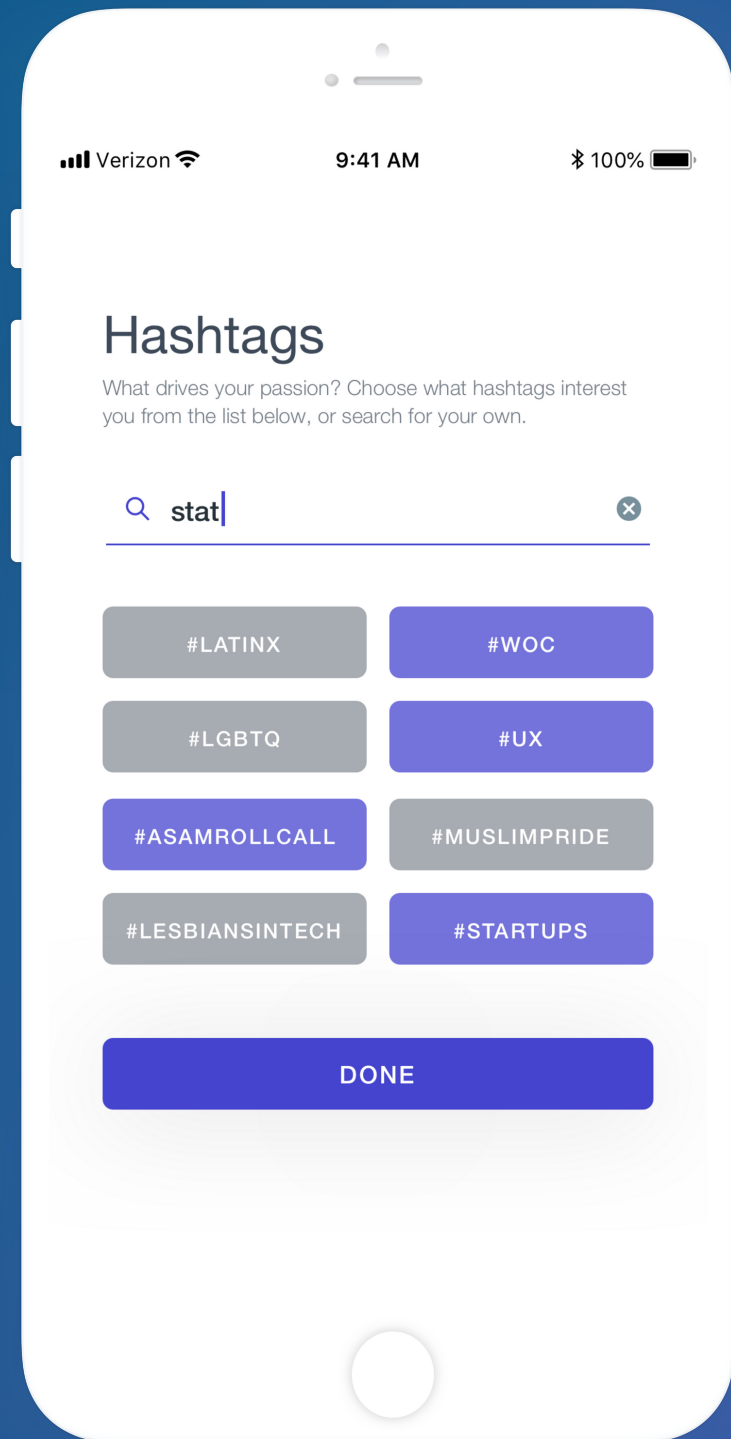 Verizon 9:41 AM 100%
Hashtags
What drives your passion? Choose what hashtags interest
you from the list below, or search for your own.
stat
#LATINX #WOC
#LGBTQ #UX
#ASAMROLLCALL #MUSLIMPRIDE
#LESBIANSINTECH #STARTUPS
DONE